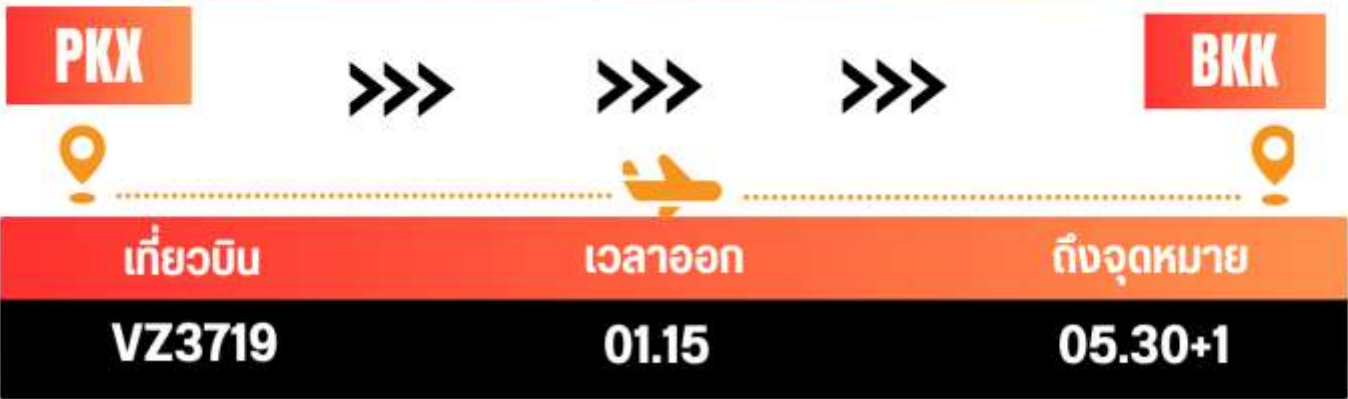 PKX >>> >>> >>> BKK
เที่ยวบิน เวลาออก ถึงจุดหมาย
VZ3719 01.15 05.30+1